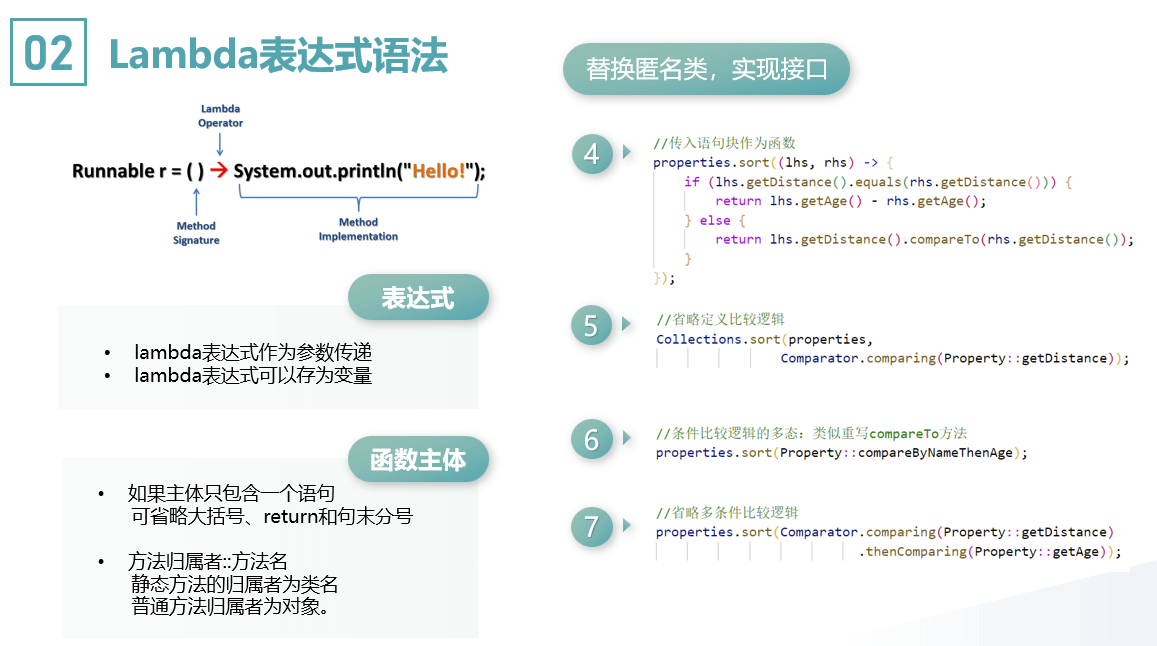 02
Lambda表达式语法
Lambda
Operator
Runnable r = ( ) → System.out.println("Hello!");
Method
Signature
Method
Implementation
表达式
• lambda表达式作为参数传递
• lambda表达式可以存为变量
函数主体
• 如果主体只包含一个语句
可省略大括号、return和句末分号
• 方法归属者::方法名
静态方法的归属者为类名
普通方法归属者为对象。
替换匿名类，实现接口
4
//传入语句块作为函数
properties.sort((lhs, rhs) -> {
if (lhs.getDistance().equals(rhs.getDistance())) {
return lhs.getAge() - rhs.getAge();
} else {
return lhs.getDistance().compareTo(rhs.getDistance());
}
});
5
//省略定义比较逻辑
Collections.sort(properties,
Comparator.comparing(Property::getDistance));
6
//条件比较逻辑的多态：类似重写compareTo方法
properties.sort(Property::compareByNameThenAge);
7
//省略多条件比较逻辑
properties.sort(Comparator.comparing(Property::getDistance)
.thenComparing(Property::getAge));